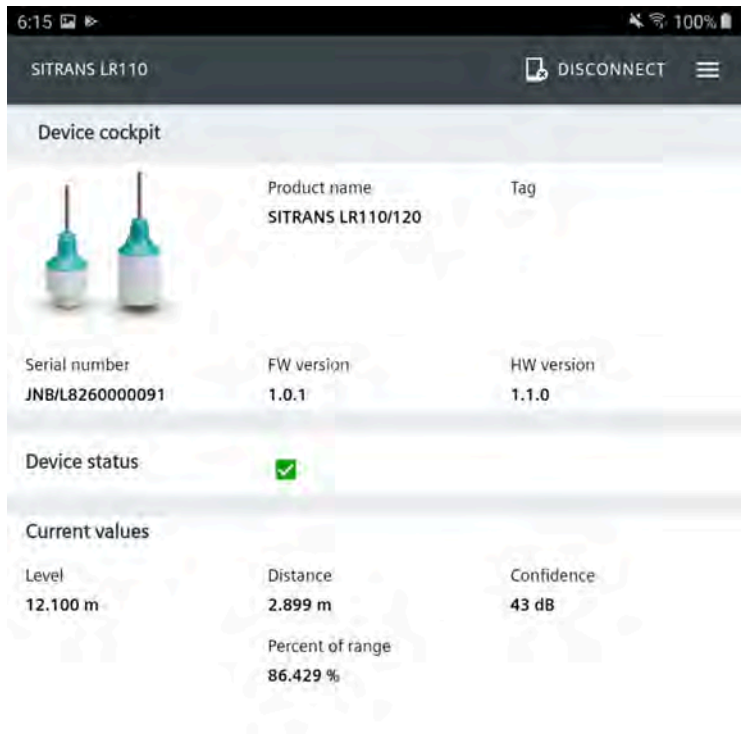 6:15 100%
SITRANS LR110 DISCONNECT
Device cockpit
Product name Tag
SITRANS LR110/120
Serial number FW version HW version
JNB/L8260000091 1.0.1 1.1.0
Device status
Current values
Level Distance Confidence
12.100 m 2.899 m 43 dB
Percent of range
86.429 %